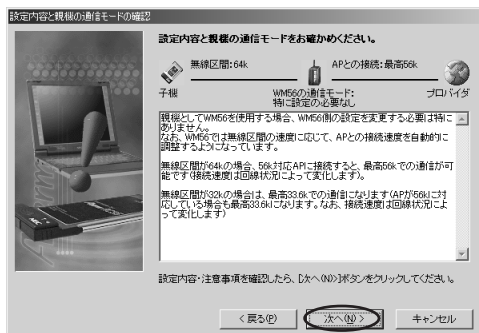 設定内容と親機の通信モードの確認
設定内容と親機の通信モードをお確かめください。
無線区間:64k
APとの接続:最高56k
子機
WM56の通信モード:
特に設定の必要なし
プロバイダ
親機としてWM56を使用する場合、WM56側の設定を変更する必要は特に
ありません。
なお、WM56では無線区間の速度に応じて、APとの接続速度を自動的に
調整するようになっています。
無線区間が64kの場合、56k対応APに接続すると、最高56kでの通信が可
能です(接続速度は回線状況によって変化します)。
無線区間が32kの場合は、最高33.6kでの通信になります(APが56kに対
応している場合も最高33.6kになります。なお、接続速度は回線状況によ
って変化します)
設定内容・注意事項を確認したら、[次へ(N)>]ボタンをクリックしてください。
< 戻る(P)
次へ(N) >
キャンセル